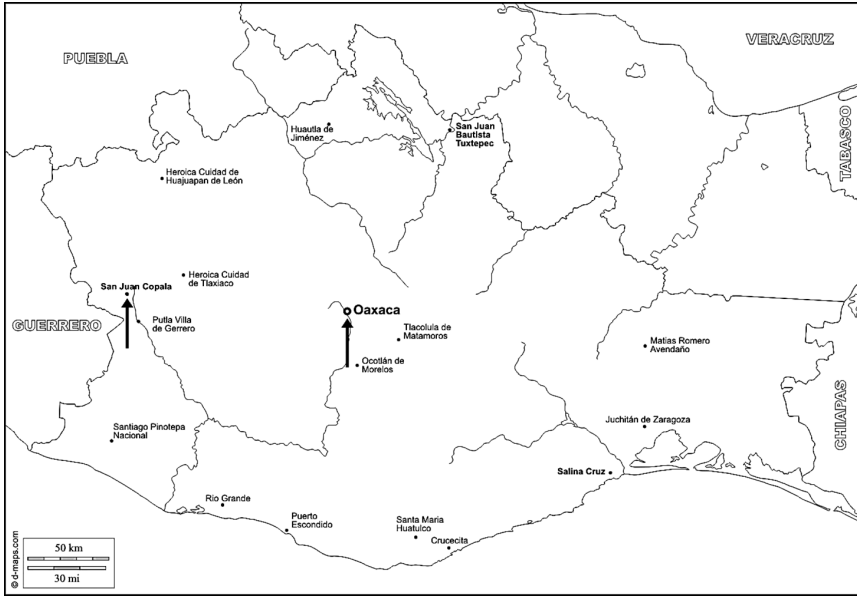 PUEBLA
VERACRUZ
TABASCO
Huautla de
Jiménez
San Juan
Bautista
Tuxtepec
Heroica Cuidad de
Huajuapan de León
Heroica Cuidad
de Tlaxiaco
San Juan Copala
GUERRERO
Putla Villa
de Gerrero
Oaxaca
Tlacolula de
Matamoros
Ocotlán de
Morelos
Matías Romero
Avendaño
CHIAPAS
Santiago Pinotepa
Nacional
Juchitán de Zaragoza
Salina Cruz
Rio Grande
Puerto
Escondido
Santa Maria
Huatulco
Crucecita
50 km
30 mi
© d-maps.com